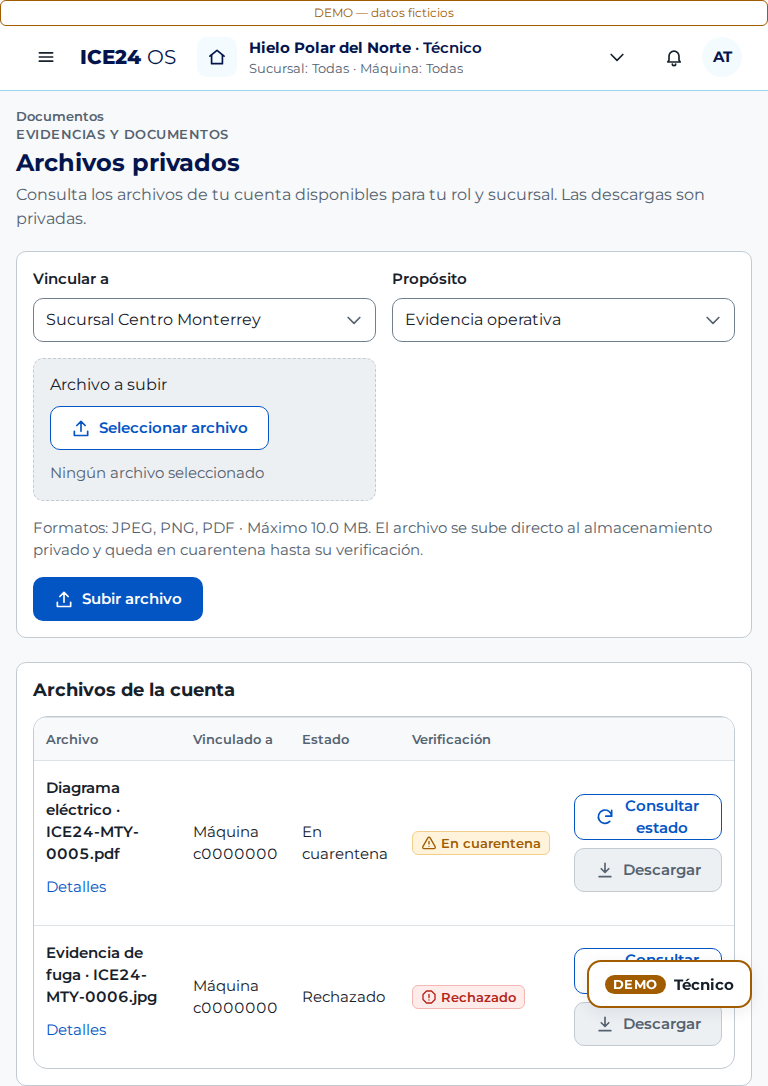 DEMO — datos ficticios
ICE24 OS
Hielo Polar del Norte · Técnico
Sucursal: Todas · Máquina: Todas
AT
Documentos
EVIDENCIAS Y DOCUMENTOS
Archivos privados
Consulta los archivos de tu cuenta disponibles para tu rol y sucursal. Las descargas son
privadas.
Vincular a
Propósito
Sucursal Centro Monterrey
Evidencia operativa
Archivo a subir
Seleccionar archivo
Ningún archivo seleccionado
Formatos: JPEG, PNG, PDF · Máximo 10.0 MB. El archivo se sube directo al almacenamiento
privado y queda en cuarentena hasta su verificación.
Subir archivo
Archivos de la cuenta
Archivo Vinculado a Estado Verificación
Diagrama
eléctrico ·
ICE24-MTY-
0005.pdf
Detalles
Máquina
c0000000
En
cuarentena
En cuarentena
Consultar
estado
Descargar
Evidencia de
fuga · ICE24-
MTY-0006.jpg
Detalles
Máquina
c0000000
Rechazado
Rechazado
Consultar
DEMO Técnico
Descargar